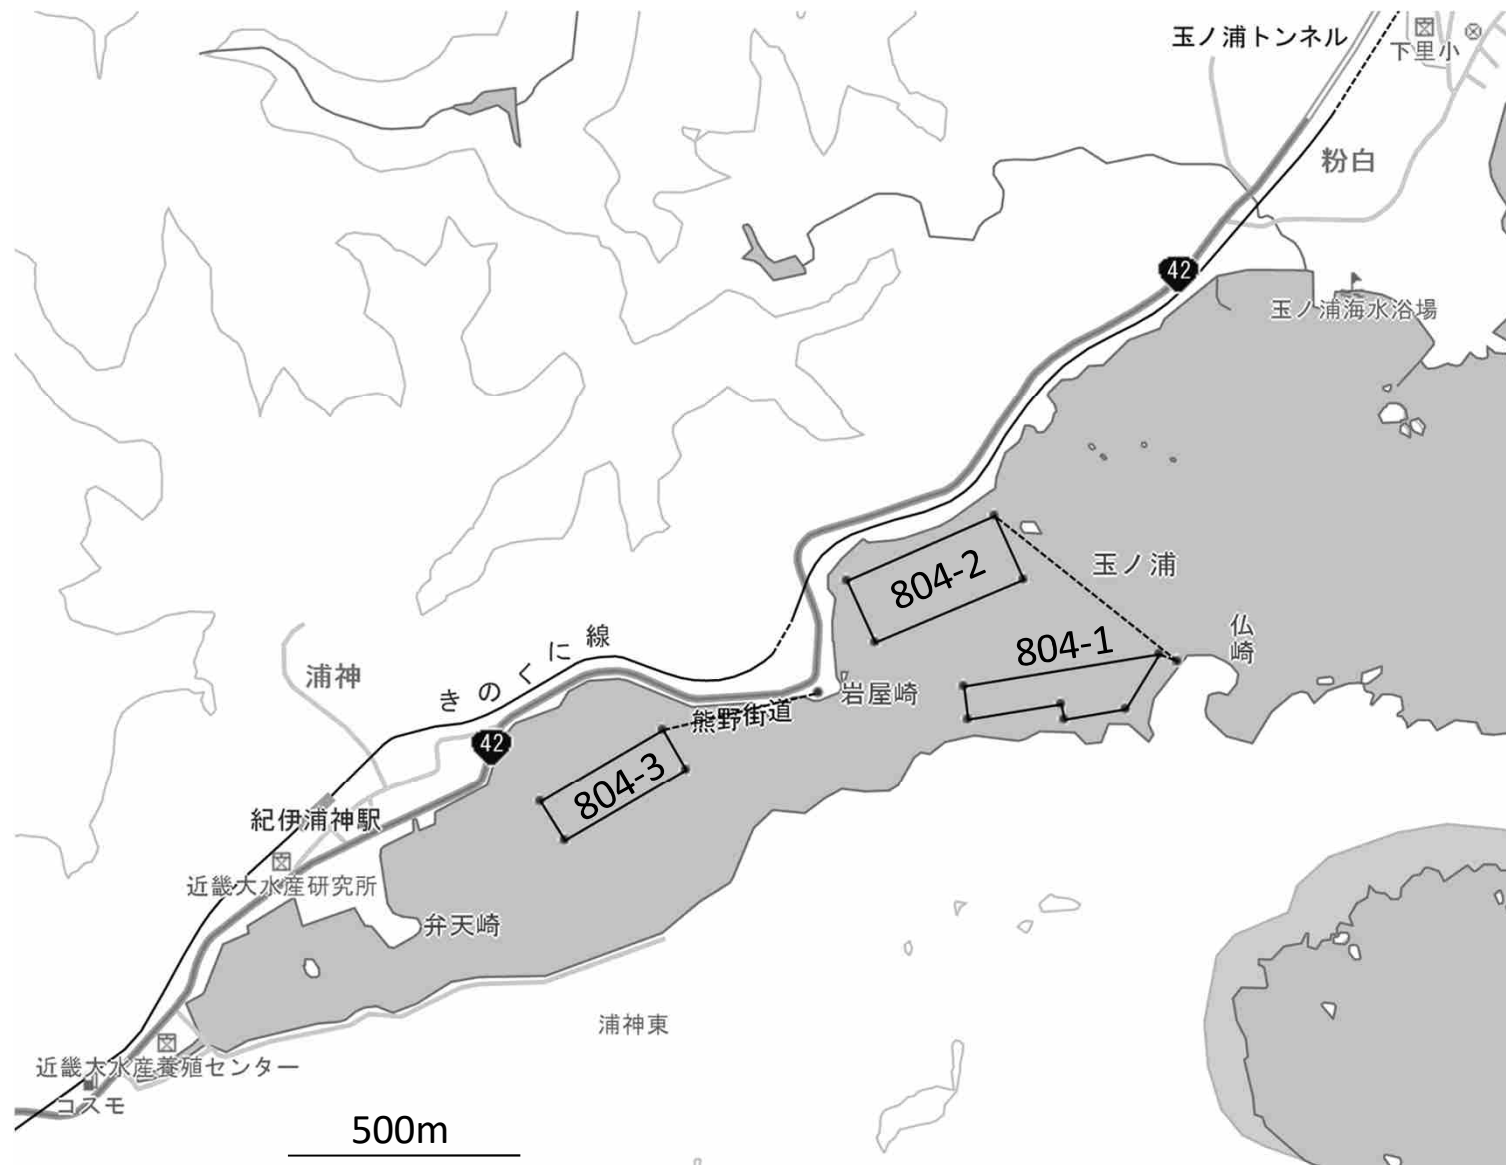 玉ノ浦トンネル
下里小
粉白
42
玉ノ浦海水浴場
804-2
玉ノ浦
仏崎
804-1
きのくに線
浦神
岩屋崎
熊野街道
42
804-3
紀伊浦神駅
近畿大水産研究所
弁天崎
浦神東
近畿大水産養殖センター
コスモ
500m